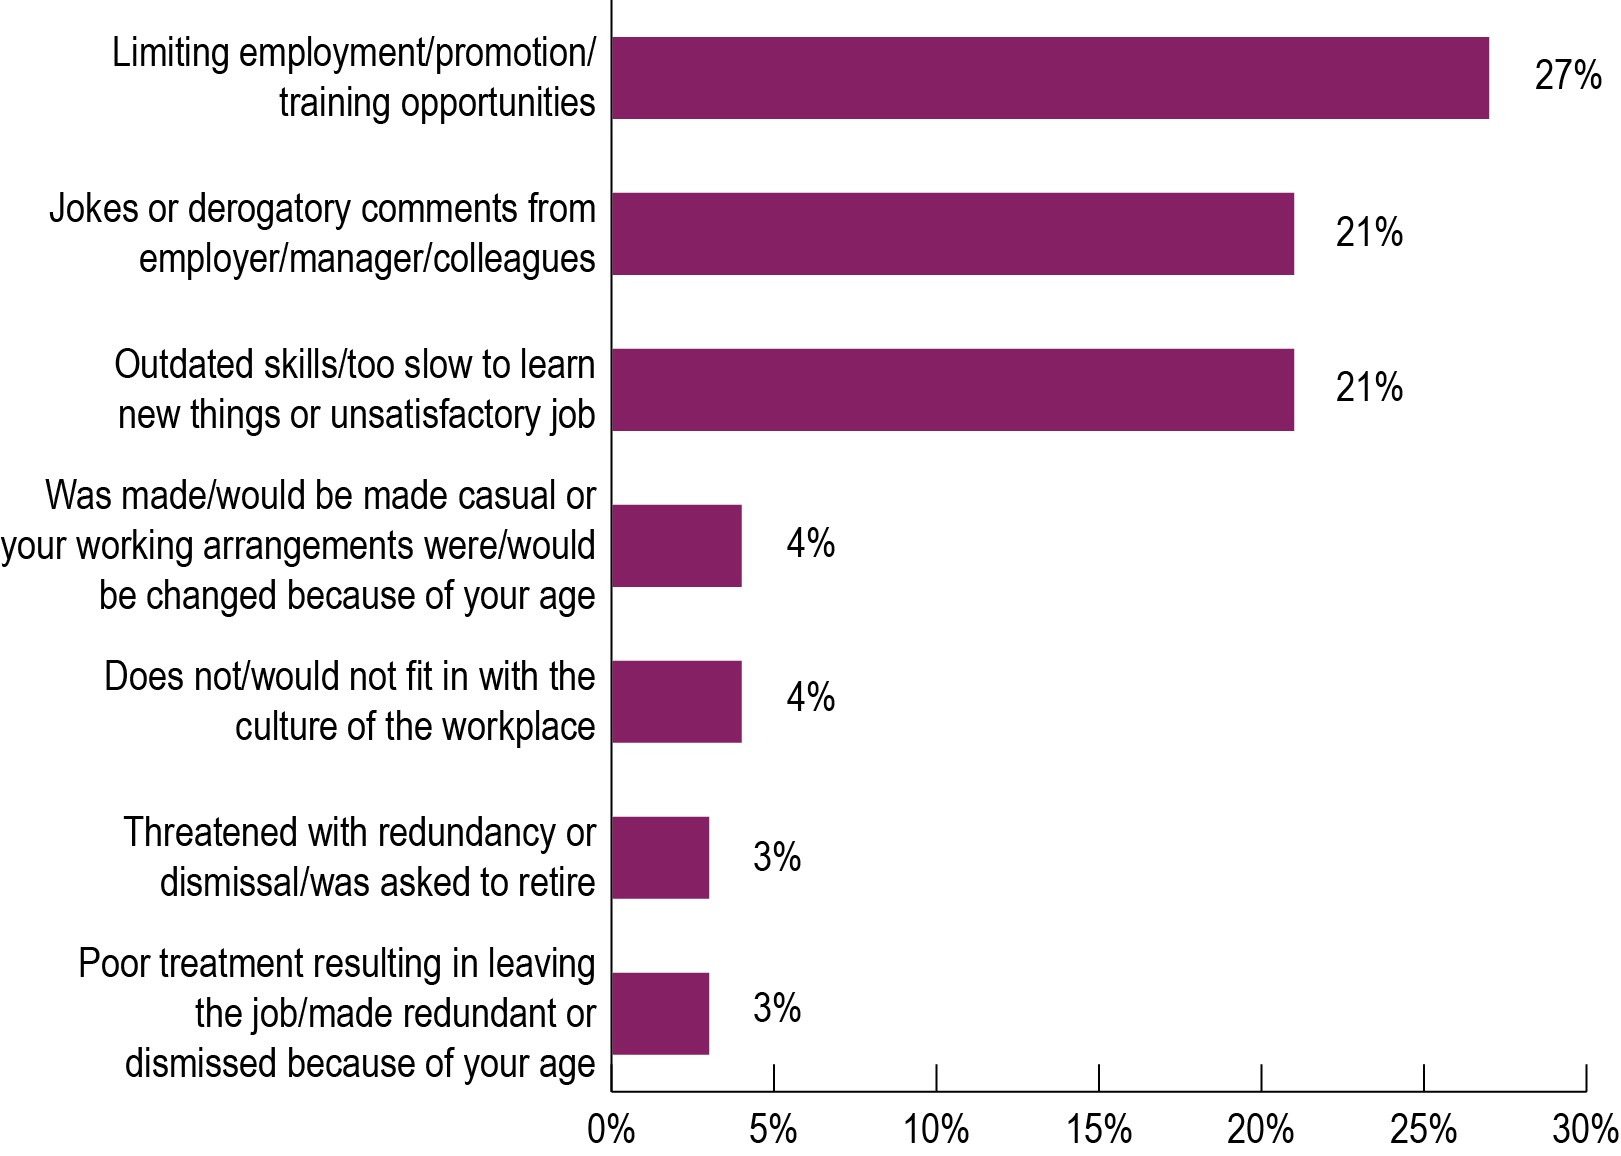 Limiting employment/promotion/
training opportunities
27%
Jokes or derogatory comments from
employer/manager/colleagues
21%
Outdated skills/too slow to learn
new things or unsatisfactory job
21%
Was made/would be made casual or
your working arrangements were/would
be changed because of your age
4%
Does not/would not fit in with the
culture of the workplace
4%
Threatened with redundancy or
dismissal/was asked to retire
3%
Poor treatment resulting in leaving
the job/made redundant or
dismissed because of your age
3%
0% 5% 10% 15% 20% 25% 30%